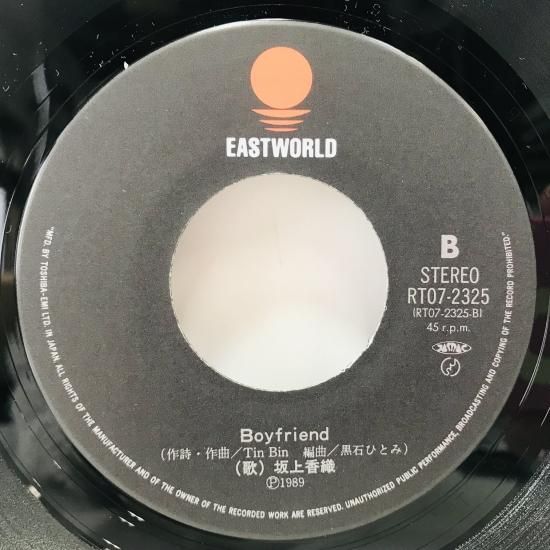 EASTWORLD
B
STEREO
RT07-2325
(RT07-2325-B)
45 r.p.m.
Boyfriend
(作詩・作曲/Tin Bin 編曲/黒石ひとみ)
(歌) 坂上香織
Ⓟ1989
"MFD. BY TOSHIBA-EMI LTD. IN JAPAN ALL RIGHTS OF THE MANUFACTURER AND OF THE OWNER OF THE RECORDED WORK ARE RESERVED. UNAUTHORIZED PUBLIC PERFORMANCE, BROADCASTING AND COPYING OF THE RECORD PROHIBITED."